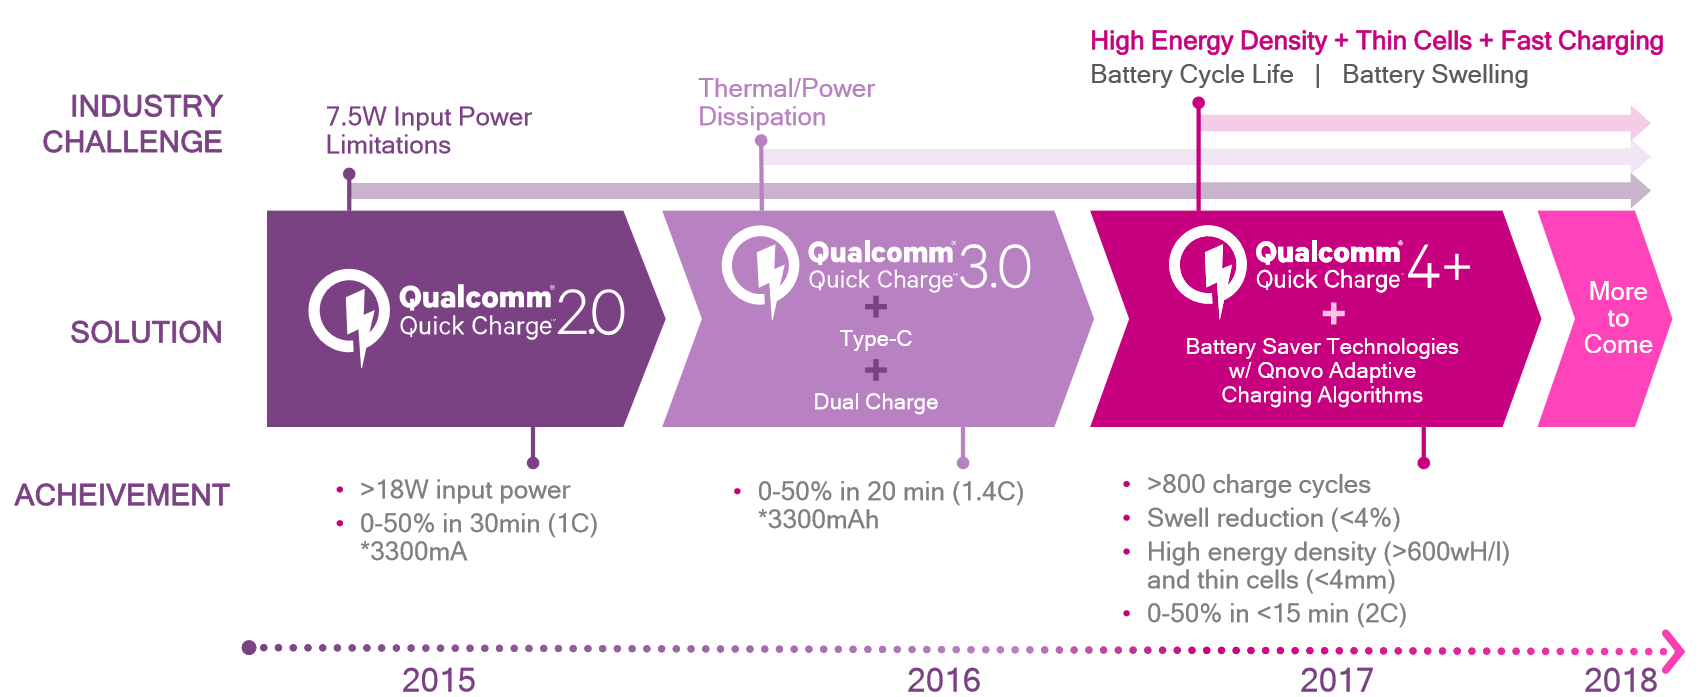 INDUSTRY
CHALLENGE
7.5W Input Power
Limitations
Thermal/Power
Dissipation
High Energy Density + Thin Cells + Fast Charging
Battery Cycle Life | Battery Swelling
SOLUTION
Qualcomm®
Quick Charge™ 2.0
Qualcomm®
Quick Charge™ 3.0
+
Type-C
+
Dual Charge
Qualcomm®
Quick Charge™ 4+
+
Battery Saver Technologies
w/ Qnovo Adaptive
Charging Algorithms
More
to
Come
ACHEIVEMENT
• >18W input power
• 0-50% in 30min (1C)
*3300mA
• 0-50% in 20 min (1.4C)
*3300mAh
• >800 charge cycles
• Swell reduction (<4%)
• High energy density (>600wH/l)
and thin cells (<4mm)
• 0-50% in <15 min (2C)
2015
2016
2017
2018